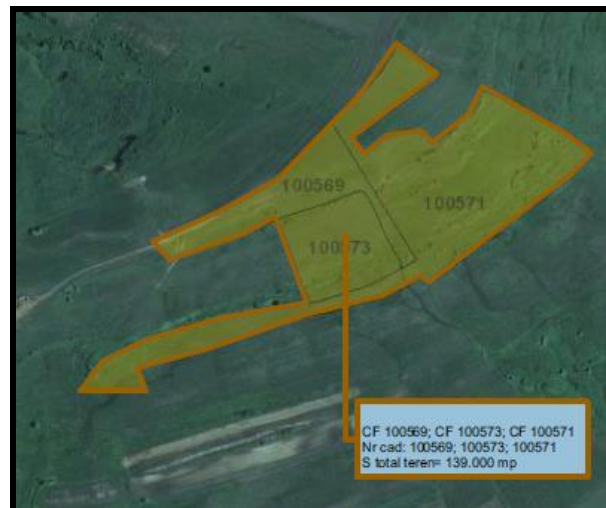 100569
100571
100573
CF 100569; CF 100573; CF 100571
Nr cad: 100569; 100573; 100571
S total teren= 139.000 mp